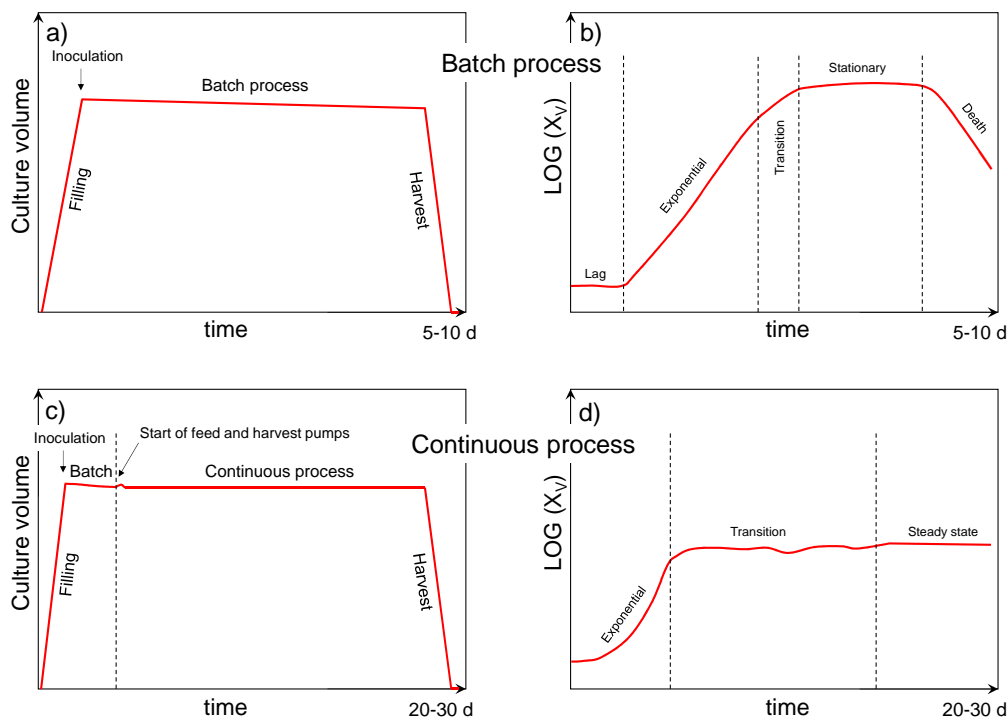 a)
Inoculation
Batch process
Culture volume
Filling
Harvest
time
5-10 d
Batch process
b)
Stationary
LOG (X_V)
Lag
Exponential
Transition
Death
time
5-10 d
c)
Inoculation
Start of feed and harvest pumps
Batch
Continuous process
Culture volume
Filling
Harvest
time
20-30 d
Continuous process
d)
LOG (X_V)
Transition
Steady state
Exponential
time
20-30 d